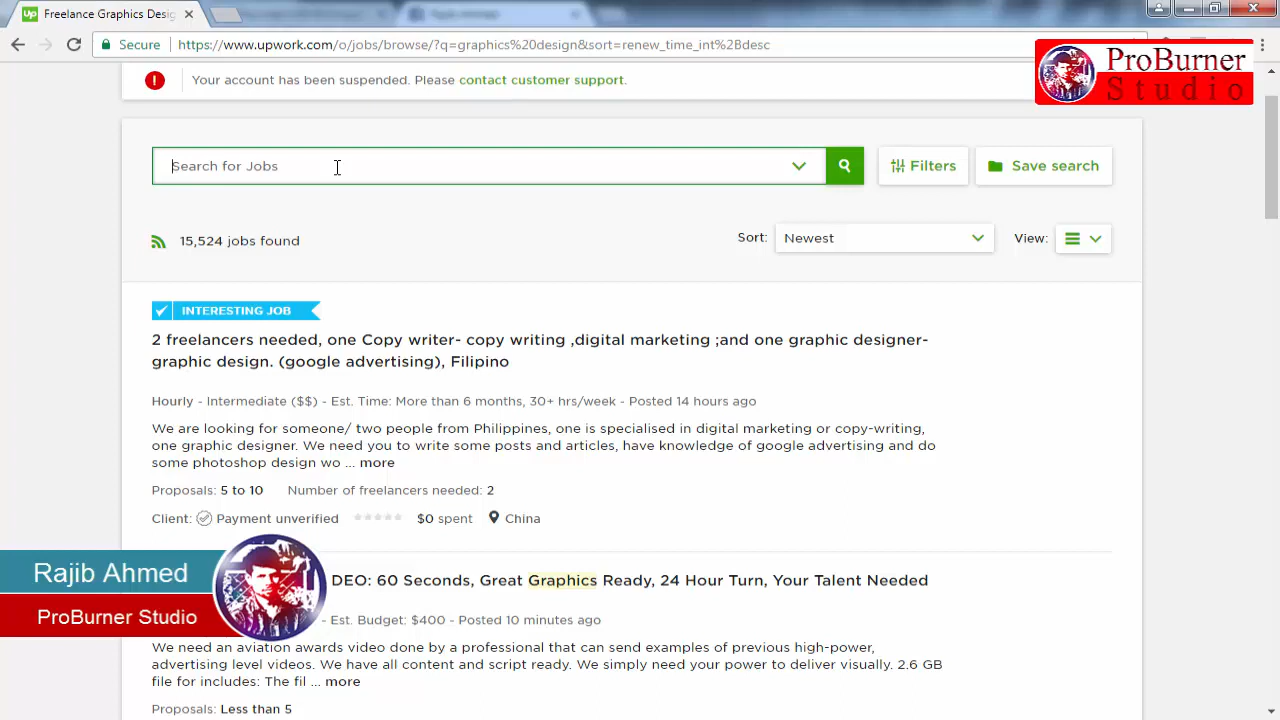 Freelance Graphics Desig
Secure https://www.upwork.com/o/jobs/browse/?q=graphics%20design&sort=renew_time_int%2Bdesc
ProBurner
Studio
Your account has been suspended. Please contact customer support.
Search for Jobs
Filters
Save search
15,524 jobs found
Sort: Newest
View:
INTERESTING JOB
2 freelancers needed, one Copy writer- copy writing ,digital marketing ;and one graphic designer-
graphic design. (google advertising), Filipino
Hourly - Intermediate ($$) - Est. Time: More than 6 months, 30+ hrs/week - Posted 14 hours ago
We are looking for someone/ two people from Philippines, one is specialised in digital marketing or copy-writing,
one graphic designer. We need you to write some posts and articles, have knowledge of google advertising and do
some photoshop design wo ... more
Proposals: 5 to 10 Number of freelancers needed: 2
Client: Payment unverified $0 spent China
DEO: 60 Seconds, Great Graphics Ready, 24 Hour Turn, Your Talent Needed
- Est. Budget: $400 - Posted 10 minutes ago
Rajib Ahmed
ProBurner Studio
We need an aviation awards video done by a professional that can send examples of previous high-power,
advertising level videos. We have all content and script ready. We simply need your power to deliver visually. 2.6 GB
file for includes: The fil ... more
Proposals: Less than 5